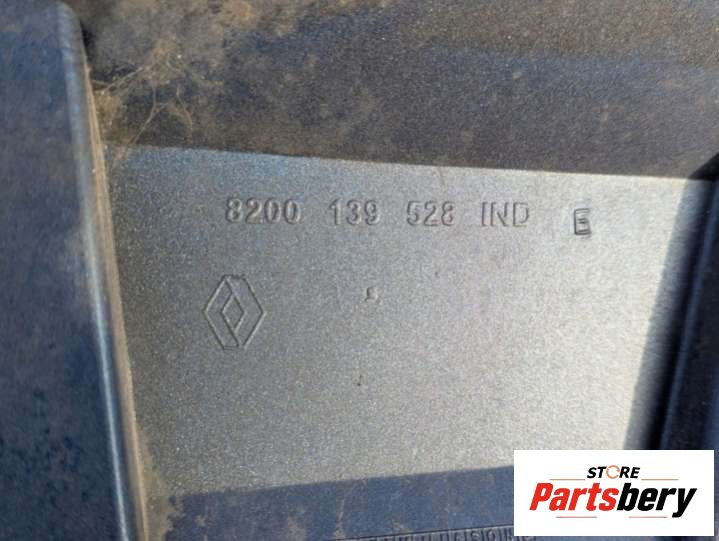 8200 139 528 IND E
STORE
Partsbery